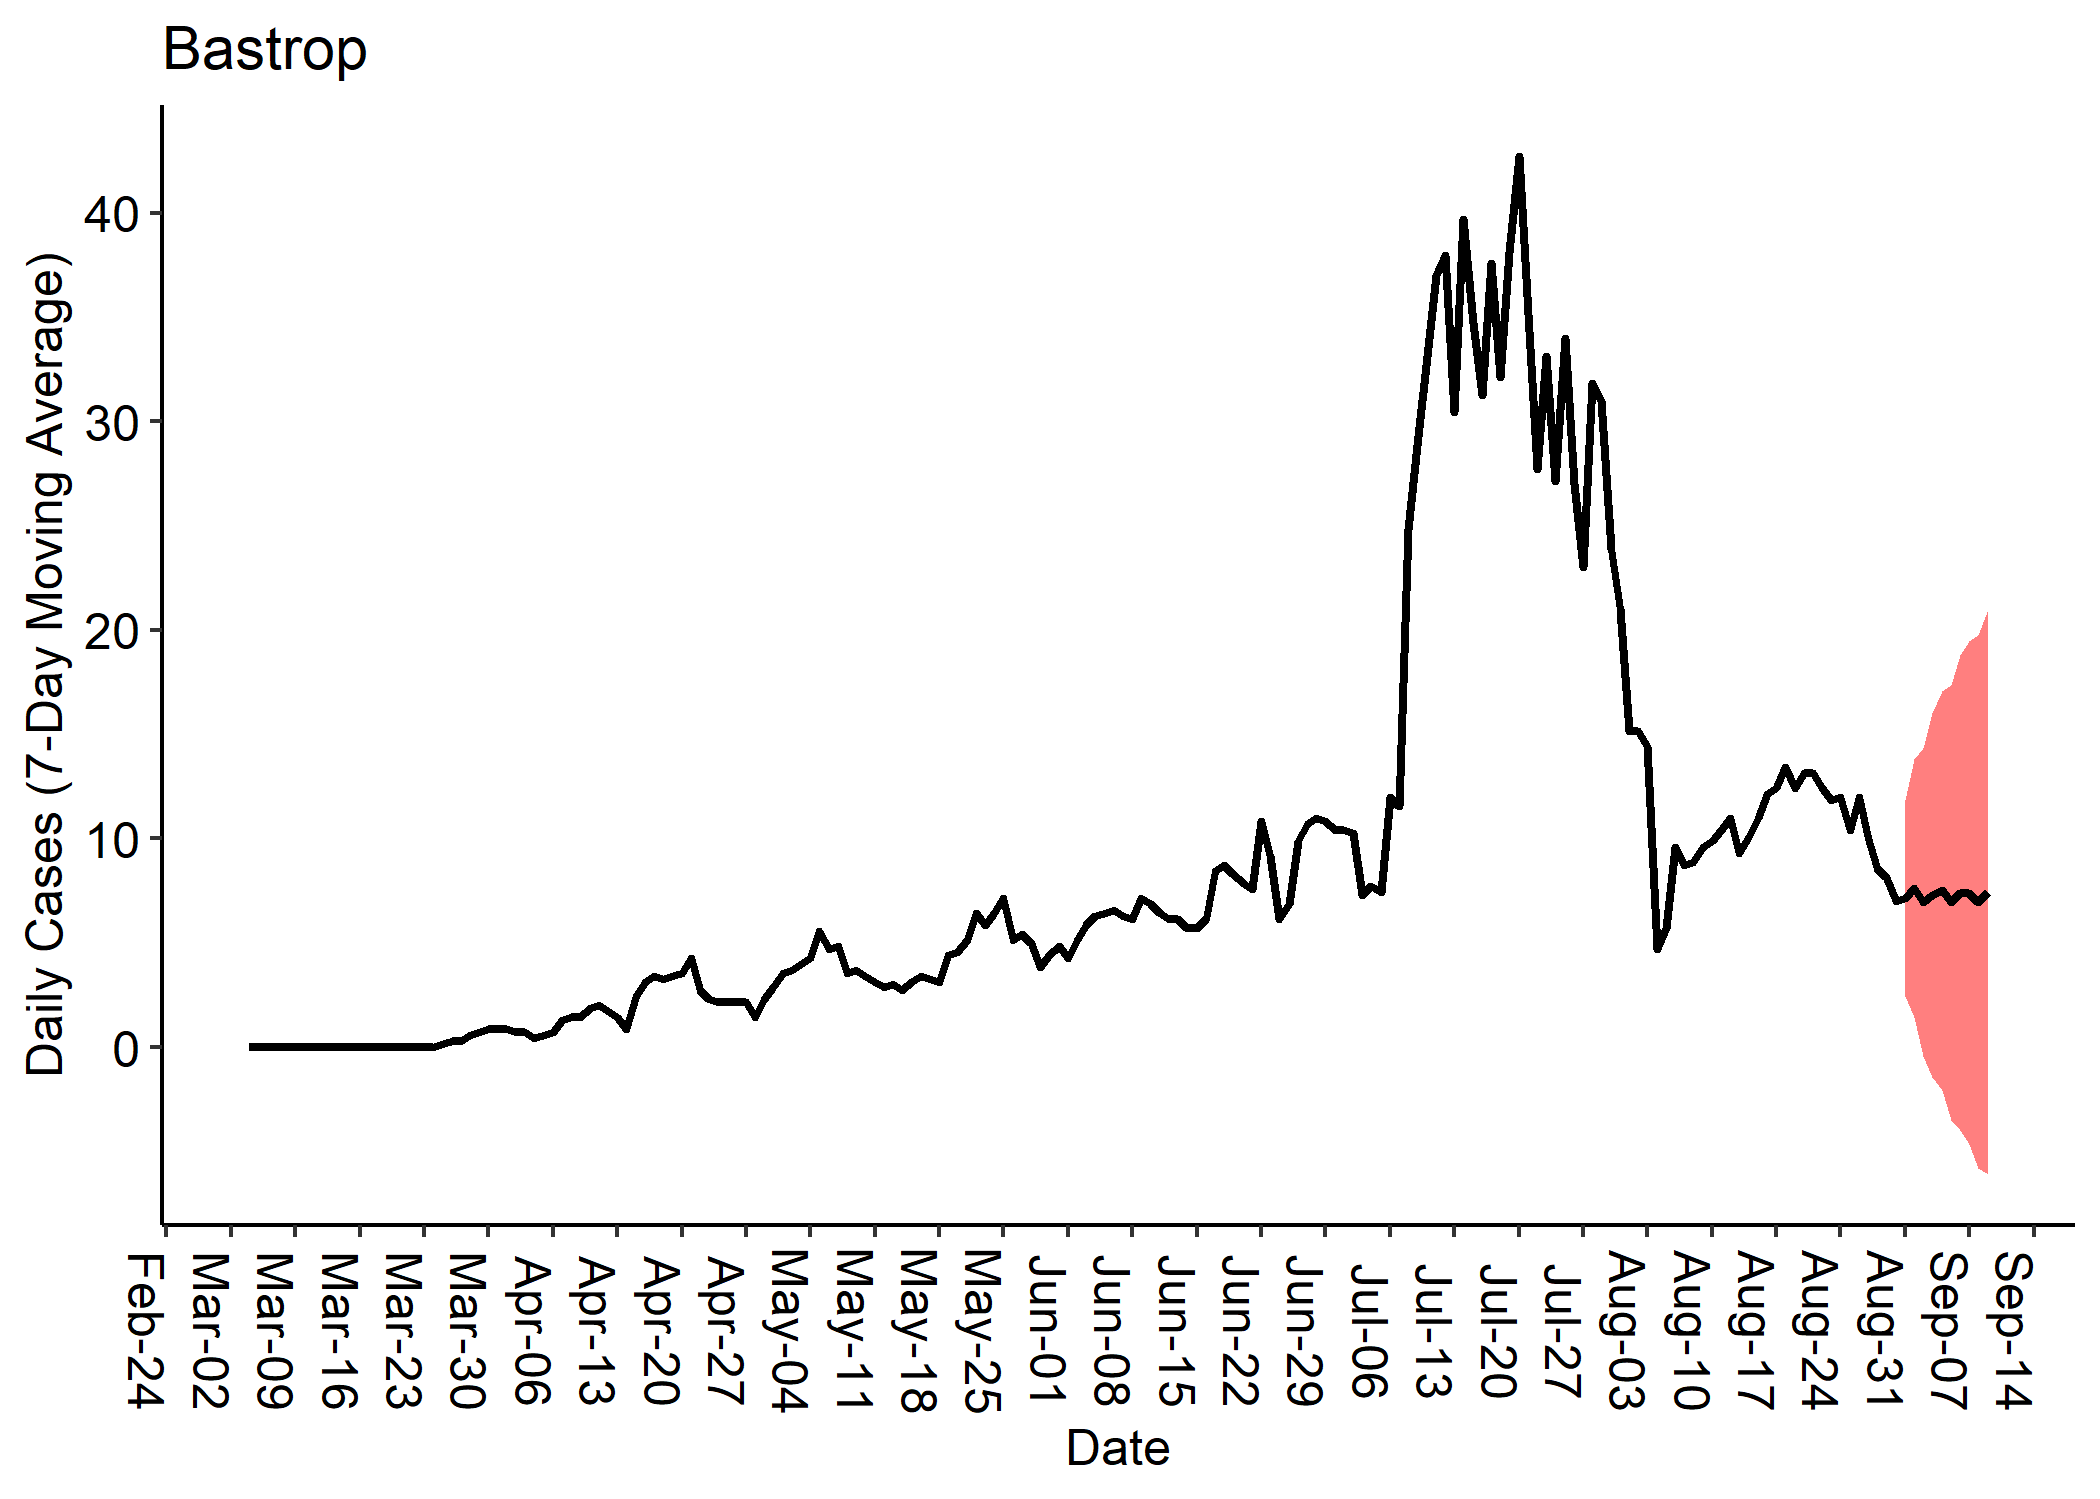 Bastrop
Daily Cases (7-Day Moving Average)
40
30
20
10
0
Feb-24
Mar-02
Mar-09
Mar-16
Mar-23
Mar-30
Apr-06
Apr-13
Apr-20
Apr-27
May-04
May-11
May-18
May-25
Jun-01
Jun-08
Jun-15
Jun-22
Jun-29
Jul-06
Jul-13
Jul-20
Jul-27
Aug-03
Aug-10
Aug-17
Aug-24
Aug-31
Sep-07
Sep-14
Date